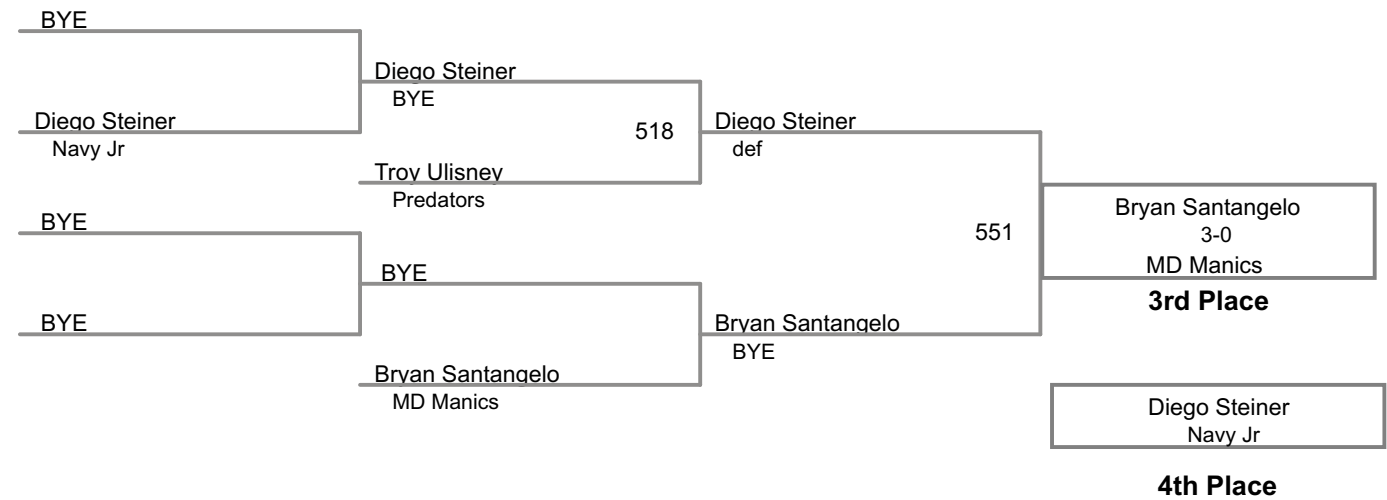 BYE
Diego Steiner
BYE
Diego Steiner
Navy Jr
518
Diego Steiner
def
Troy Ulisney
Predators
BYE
551
Bryan Santangelo
3-0
MD Manics
3rd Place
BYE
BYE
Bryan Santangelo
BYE
Bryan Santangelo
MD Manics
Diego Steiner
Navy Jr
4th Place